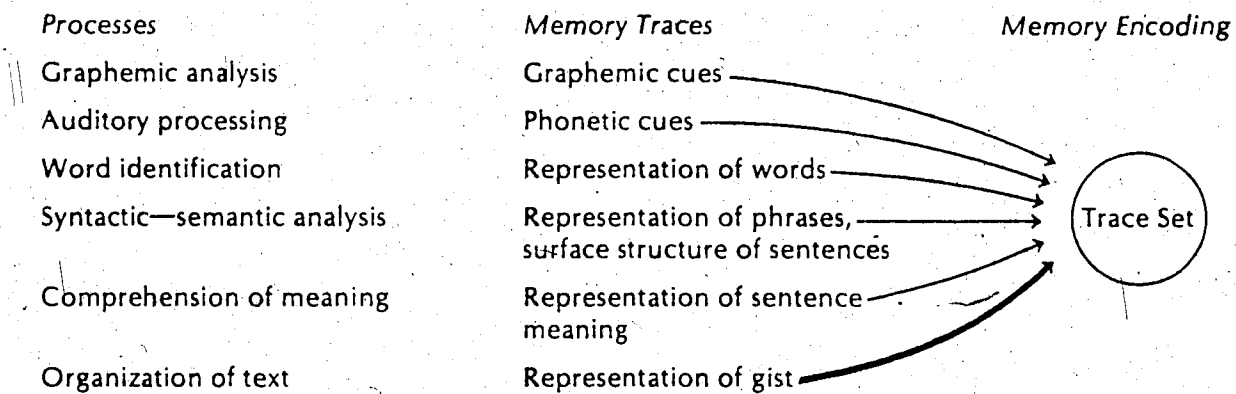 Processes Memory Traces Memory Encoding
Graphemic analysis Graphemic cues
Auditory processing Phonetic cues
Word identification Representation of words
Syntactic—semantic analysis Representation of phrases, Trace Set
surface structure of sentences
Comprehension of meaning Representation of sentence
meaning
Organization of text Representation of gist